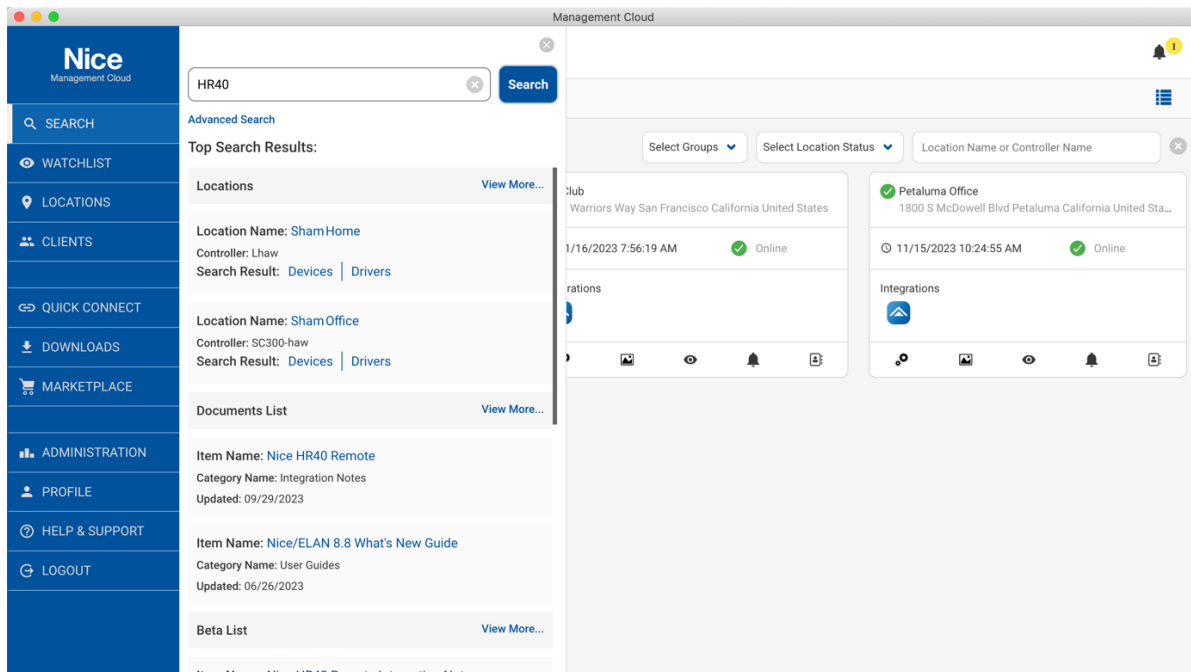 Management Cloud
Nice
Management Cloud
SEARCH
WATCHLIST
LOCATIONS
CLIENTS
QUICK CONNECT
DOWNLOADS
MARKETPLACE
ADMINISTRATION
PROFILE
HELP & SUPPORT
LOGOUT
HR40
Search
Advanced Search
Top Search Results:
Locations View More...
Location Name: Sham Home
Controller: Lhaw
Search Result: Devices Drivers
Location Name: Sham Office
Controller: SC300-haw
Search Result: Devices Drivers
Documents List View More...
Item Name: Nice HR40 Remote
Category Name: Integration Notes
Updated: 09/29/2023
Item Name: Nice/ELAN 8.8 What's New Guide
Category Name: User Guides
Updated: 06/26/2023
Beta List View More...
1
Select Groups
Select Location Status
Location Name or Controller Name
Warriors Way San Francisco California United States
1/16/2023 7:56:19 AM Online
Petaluma Office
1800 S McDowell Blvd Petaluma California United Sta...
11/15/2023 10:24:55 AM Online
Integrations